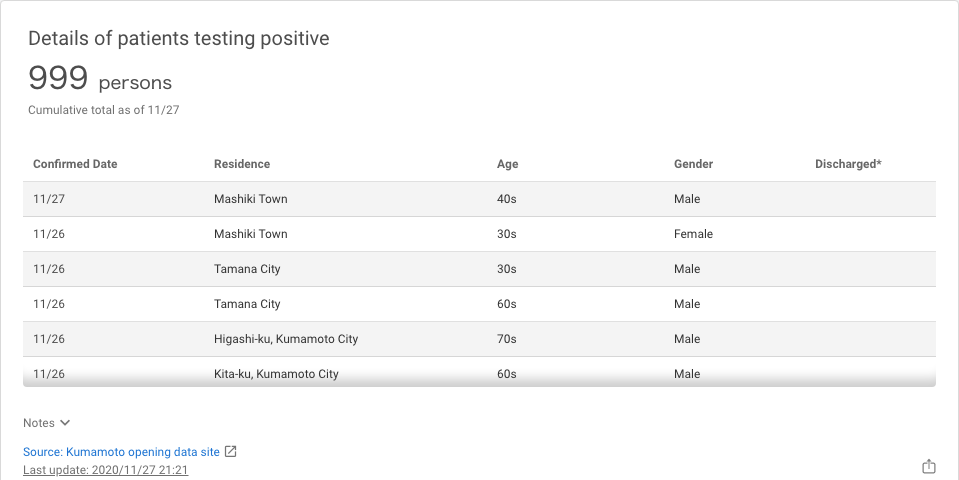 Details of patients testing positive
999 persons
Cumulative total as of 11/27
Confirmed Date Residence Age Gender Discharged*
11/27 Mashiki Town 40s Male
11/26 Mashiki Town 30s Female
11/26 Tamana City 30s Male
11/26 Tamana City 60s Male
11/26 Higashi-ku, Kumamoto City 70s Male
11/26 Kita-ku, Kumamoto City 60s Male
Notes
Source: Kumamoto opening data site
Last update: 2020/11/27 21:21